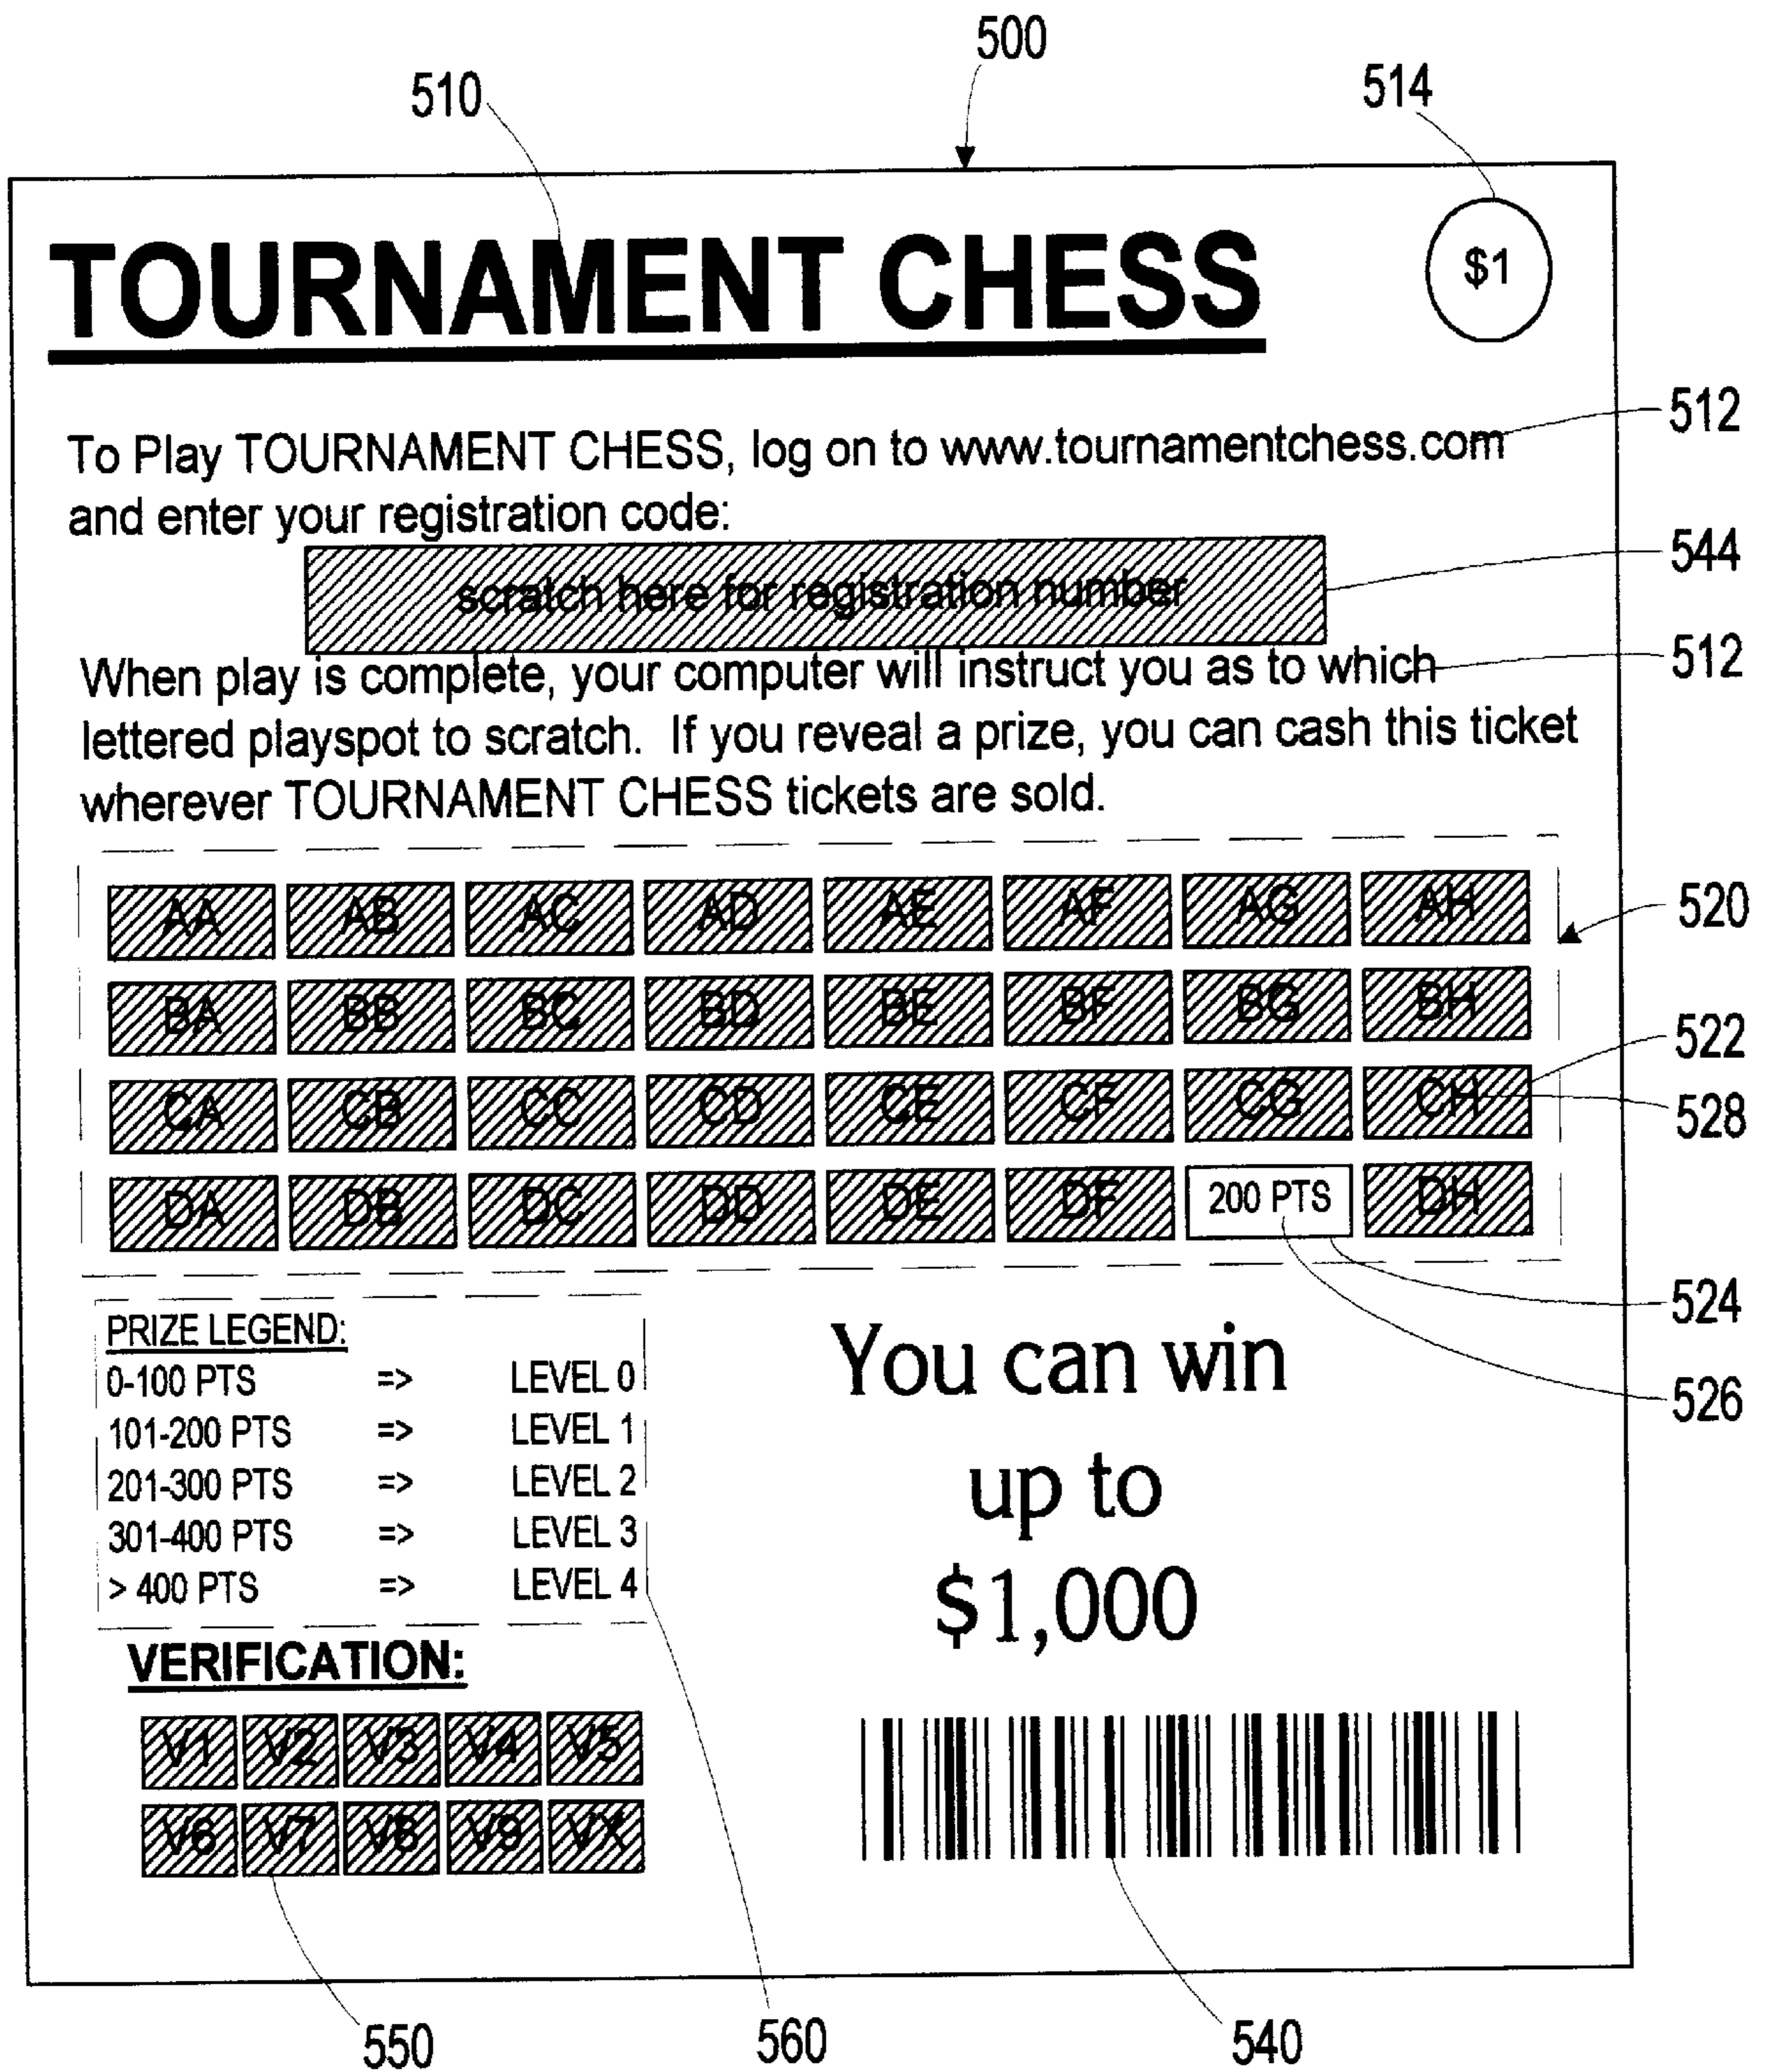 500
510
514
TOURNAMENT CHESS
$1
512
To Play TOURNAMENT CHESS, log on to www.tournamentchess.com
and enter your registration code:
544
scratch here for registration number
512
When play is complete, your computer will instruct you as to which
lettered playspot to scratch. If you reveal a prize, you can cash this ticket
wherever TOURNAMENT CHESS tickets are sold.
AA AB AC AD AE AF AG AH
520
BA BB BC BD BE BF BG BH
522
CA CB CC CD CE CF CG CH
528
DA DB DC DD DE DF 200 PTS DH
524
526
PRIZE LEGEND:
0-100 PTS => LEVEL 0
101-200 PTS => LEVEL 1
201-300 PTS => LEVEL 2
301-400 PTS => LEVEL 3
> 400 PTS => LEVEL 4
You can win
up to
$1,000
VERIFICATION:
V1 V2 V3 V4 V5
V6 V7 V8 V9 VX
550
560
540